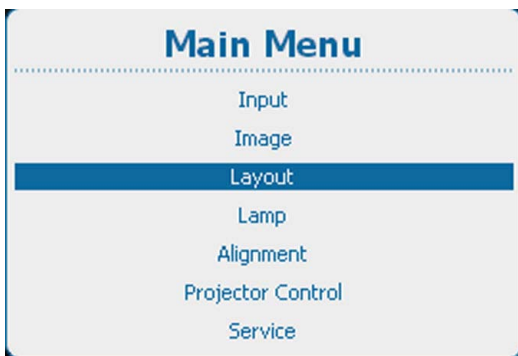 Main Menu
Input
Image
Layout
Lamp
Alignment
Projector Control
Service